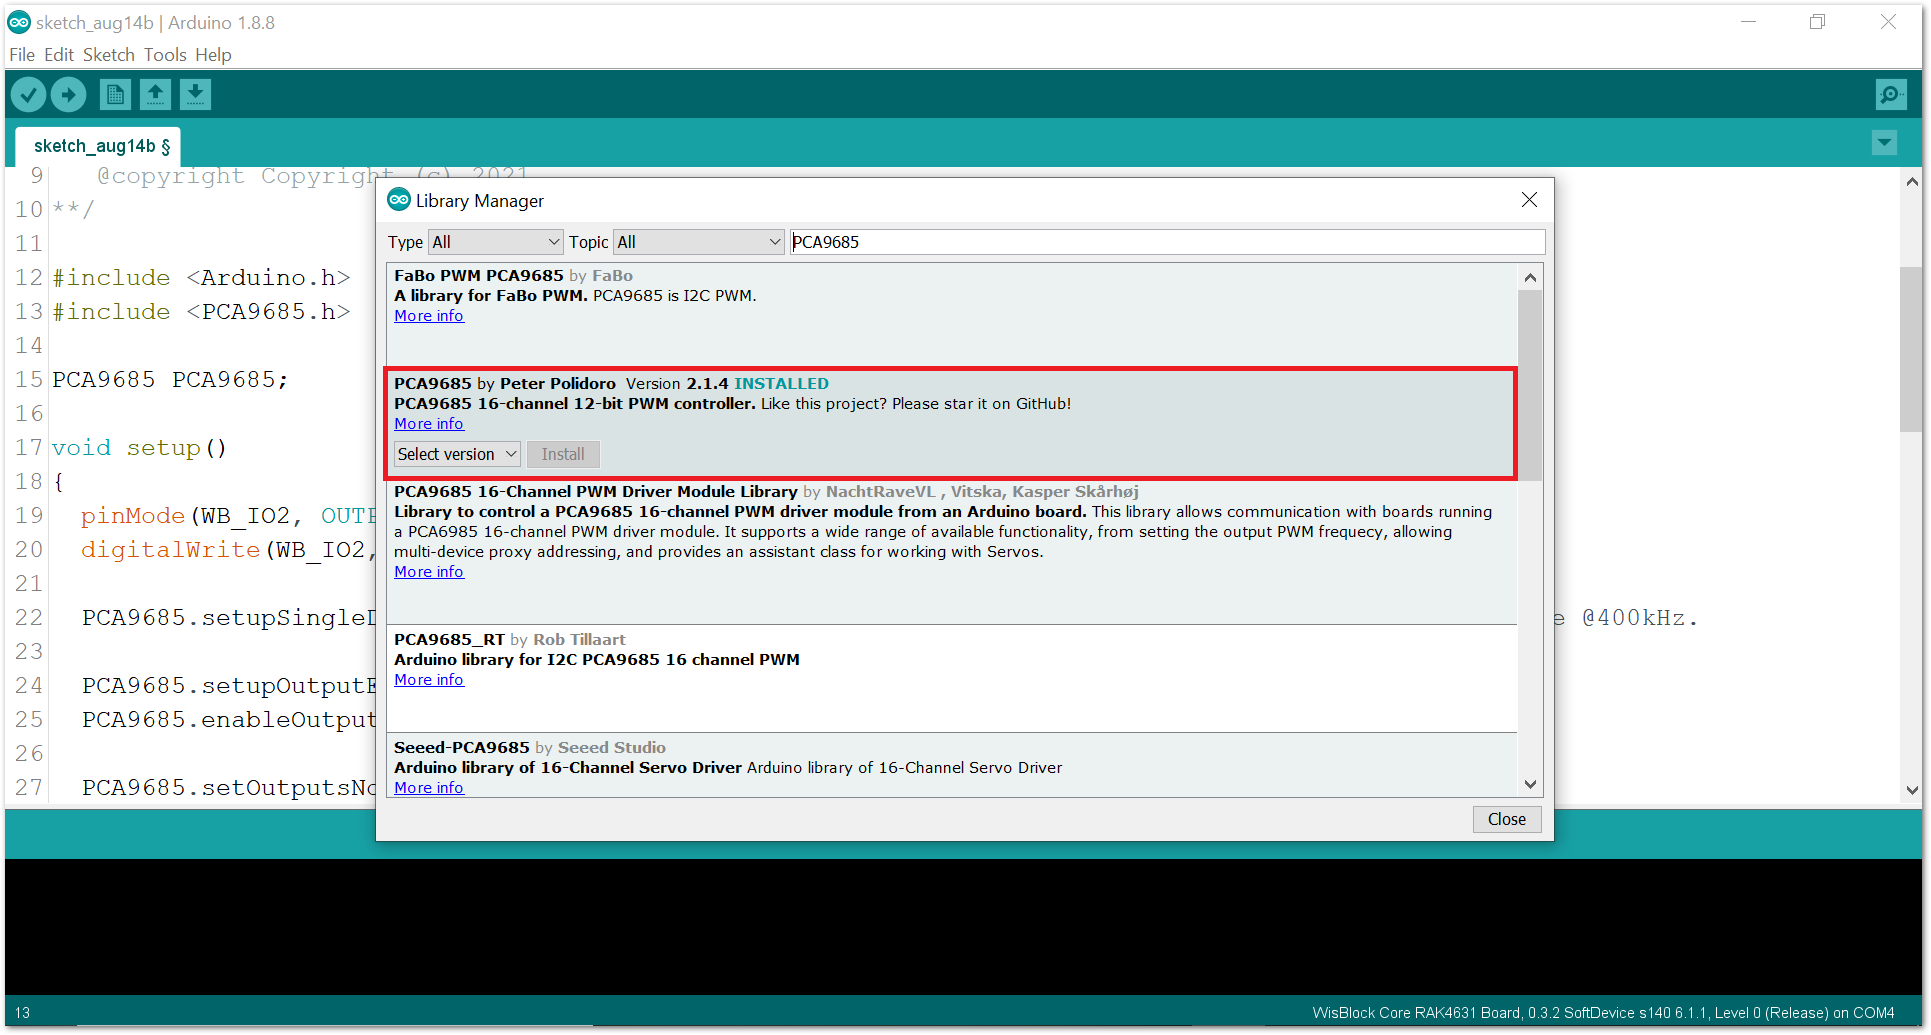 sketch_aug14b | Arduino 1.8.8
File Edit Sketch Tools Help
sketch_aug14b §
9 @copyright Copyright (c) 2021
10 **/
11
12 #include <Arduino.h>
13 #include <PCA9685.h>
14
15 PCA9685 PCA9685;
16
17 void setup()
18 {
19 pinMode(WB_IO2, OUTP
20 digitalWrite(WB_IO2,
21
22 PCA9685.setupSingleD e @400kHz.
23
24 PCA9685.setupOutputE
25 PCA9685.enableOutput
26
27 PCA9685.setOutputsNo
Library Manager
Type All Topic All PCA9685
FaBo PWM PCA9685 by FaBo
A library for FaBo PWM. PCA9685 is I2C PWM.
More info
PCA9685 by Peter Polidoro Version 2.1.4 INSTALLED
PCA9685 16-channel 12-bit PWM controller. Like this project? Please star it on GitHub!
More info
Select version Install
PCA9685 16-Channel PWM Driver Module Library by NachtRaveVL , Vitska, Kasper Skårhøj
Library to control a PCA9685 16-channel PWM driver module from an Arduino board. This library allows communication with boards running
a PCA6985 16-channel PWM driver module. It supports a wide range of available functionality, from setting the output PWM frequecy, allowing
multi-device proxy addressing, and provides an assistant class for working with Servos.
More info
PCA9685_RT by Rob Tillaart
Arduino library for I2C PCA9685 16 channel PWM
More info
Seeed-PCA9685 by Seeed Studio
Arduino library of 16-Channel Servo Driver Arduino library of 16-Channel Servo Driver
More info
Close
13 WisBlock Core RAK4631 Board, 0.3.2 SoftDevice s140 6.1.1, Level 0 (Release) on COM4